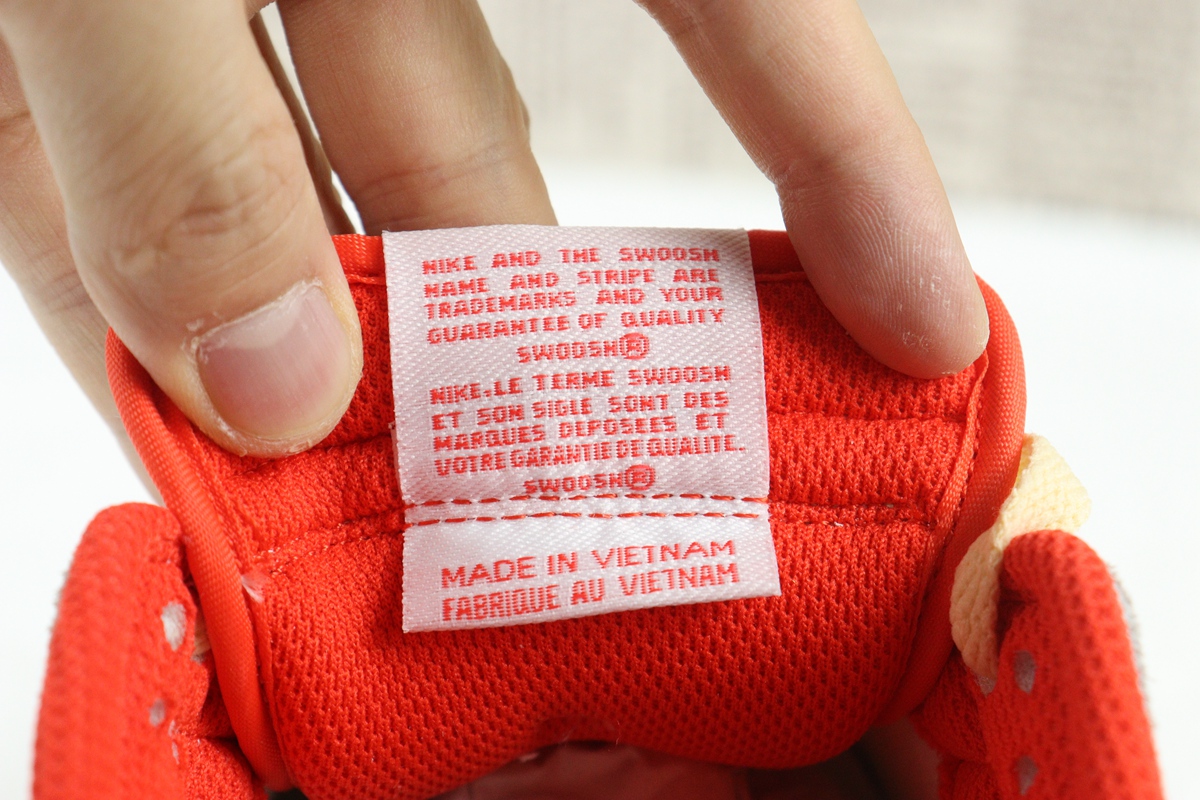 NIKE AND THE SWOOSH
NAME AND STRIPE ARE
TRADEMARKS AND YOUR
GUARANTEE OF QUALITY
SWOOSH®
NIKE.LE TERME SWOOSH
ET SON SIGLE SONT DES
MARQUES DEPOSEES ET
VOTRE GARANTIE DE QUALITE.
SWOOSH®
MADE IN VIETNAM
FABRIQUE AU VIETNAM